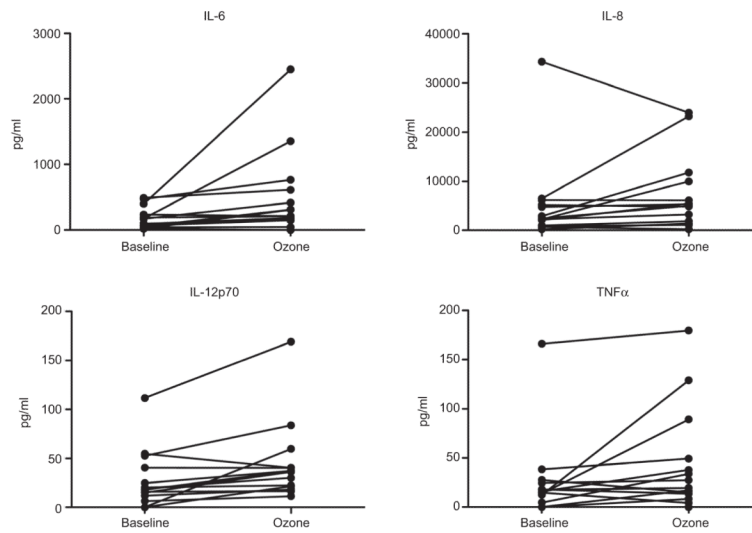 IL-6
3000
2000
1000
0
pg/ml
Baseline Ozone
IL-8
40000
30000
20000
10000
0
pg/ml
Baseline Ozone
IL-12p70
200
150
100
50
0
pg/ml
Baseline Ozone
TNFα
200
150
100
50
0
pg/ml
Baseline Ozone